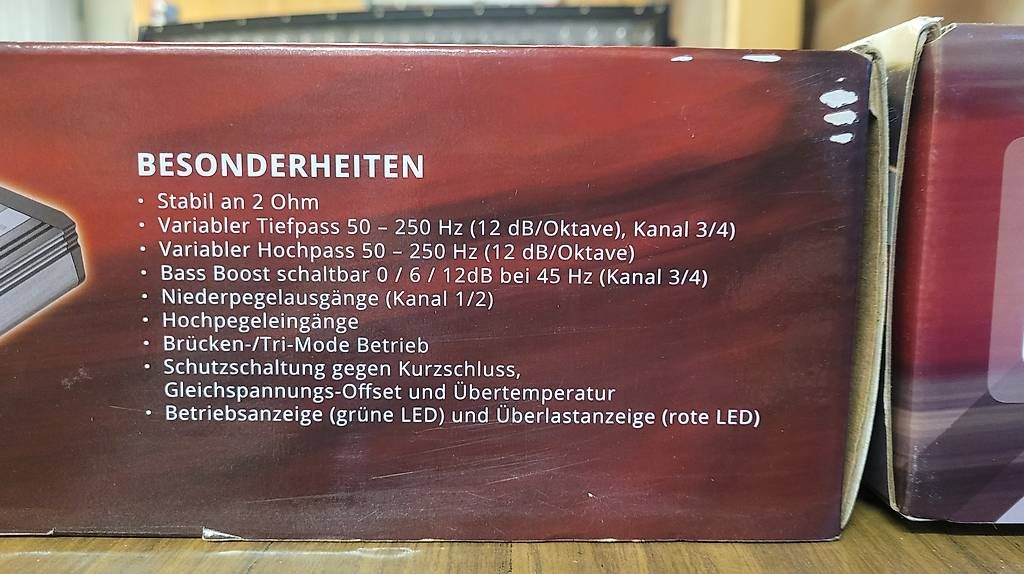 BESONDERHEITEN
• Stabil an 2 Ohm
• Variabler Tiefpass 50 – 250 Hz (12 dB/Oktave), Kanal 3/4)
• Variabler Hochpass 50 – 250 Hz (12 dB/Oktave)
• Bass Boost schaltbar 0 / 6 / 12dB bei 45 Hz (Kanal 3/4)
• Niederpegelausgänge (Kanal 1/2)
• Hochpegeleingänge
• Brücken-/Tri-Mode Betrieb
• Schutzschaltung gegen Kurzschluss,
Gleichspannungs-Offset und Übertemperatur
• Betriebsanzeige (grüne LED) und Überlastanzeige (rote LED)